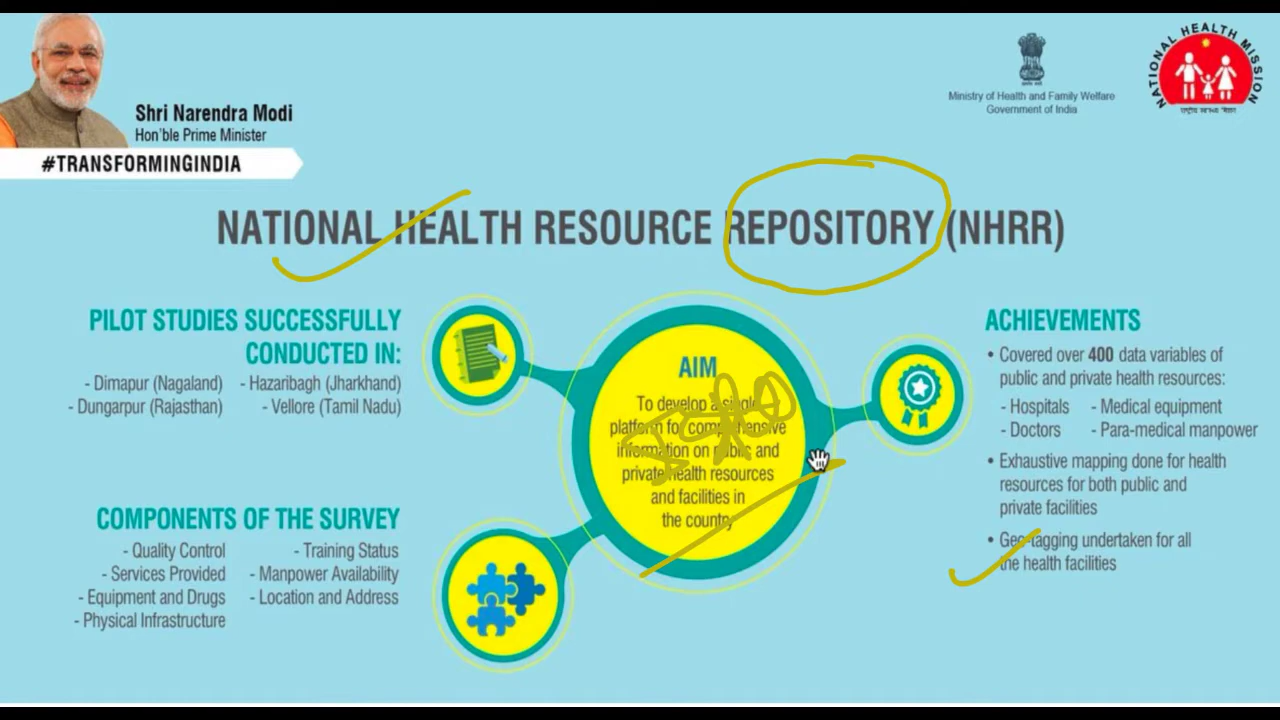 Shri Narendra Modi
Hon'ble Prime Minister
#TRANSFORMINGINDIA
Ministry of Health and Family Welfare
Government of India
NATIONAL HEALTH MISSION
राष्ट्रीय स्वास्थ्य मिशन
NATIONAL HEALTH RESOURCE REPOSITORY (NHRR)
PILOT STUDIES SUCCESSFULLY
CONDUCTED IN:
- Dimapur (Nagaland) - Hazaribagh (Jharkhand)
- Dungarpur (Rajasthan) - Vellore (Tamil Nadu)
COMPONENTS OF THE SURVEY
- Quality Control - Training Status
- Services Provided - Manpower Availability
- Equipment and Drugs - Location and Address
- Physical Infrastructure
AIM
To develop a single
platform for comprehensive
information on public and
private health resources
and facilities in
the country
ACHIEVEMENTS
• Covered over 400 data variables of
public and private health resources:
- Hospitals - Medical equipment
- Doctors - Para-medical manpower
• Exhaustive mapping done for health
resources for both public and
private facilities
• Geo-tagging undertaken for all
the health facilities